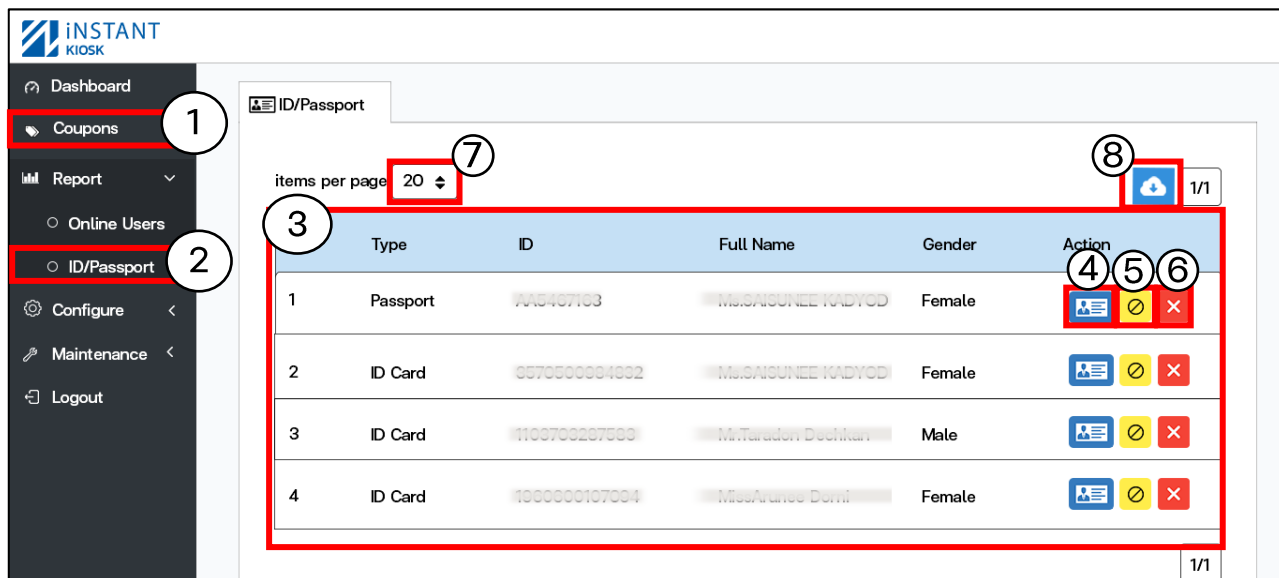 iNSTANT
KIOSK
Dashboard
Coupons
1
Report
Online Users
ID/Passport
2
Configure
Maintenance
Logout
ID/Passport
items per page 20
7
8
1/1
3
Type ID Full Name Gender Action
4 5 6
1 Passport Female
2 ID Card Female
3 ID Card Male
4 ID Card Female
1/1